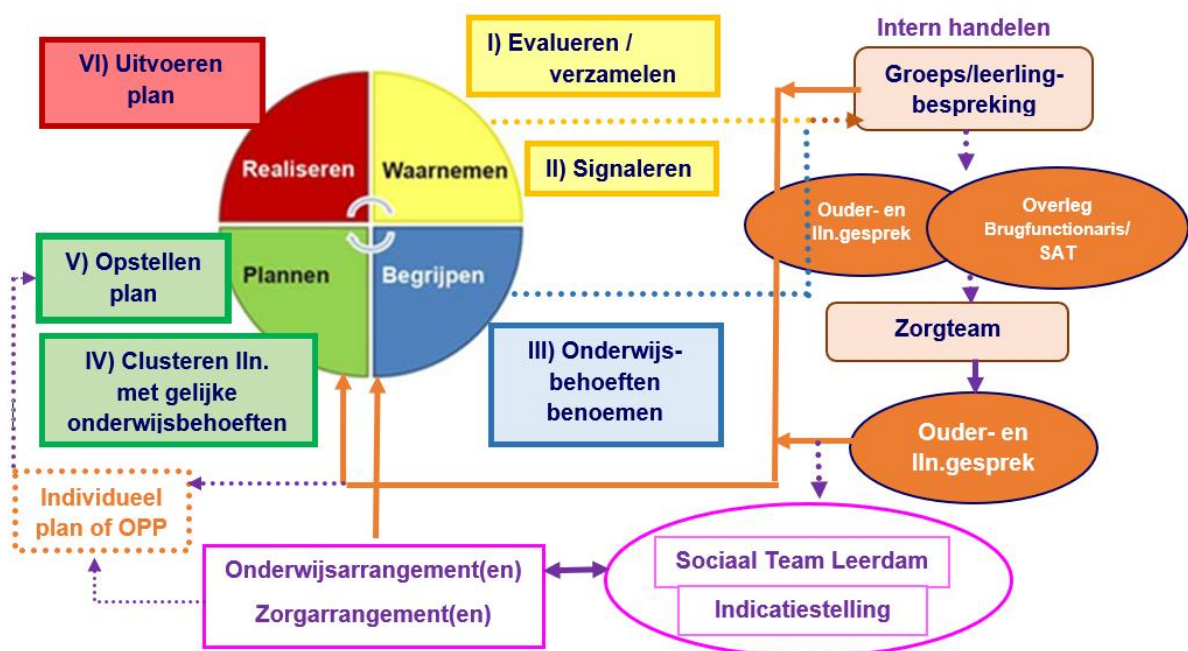 Intern handelen
VI) Uitvoeren
plan
I) Evalueren /
verzamelen
Groeps/leerling-
bespreking
Realiseren
Waarnemen
II) Signaleren
Ouder- en
lln.gesprek
Overleg
Brugfunctionaris/
SAT
V) Opstellen
plan
Plannen
Begrijpen
Zorgteam
IV) Clusteren lln.
met gelijke
onderwijsbehoeften
III) Onderwijs-
behoeften
benoemen
Ouder- en
lln.gesprek
Individueel
plan of OPP
Onderwijsarrangement(en)
Zorgarrangement(en)
Sociaal Team Leerdam
Indicatiestelling